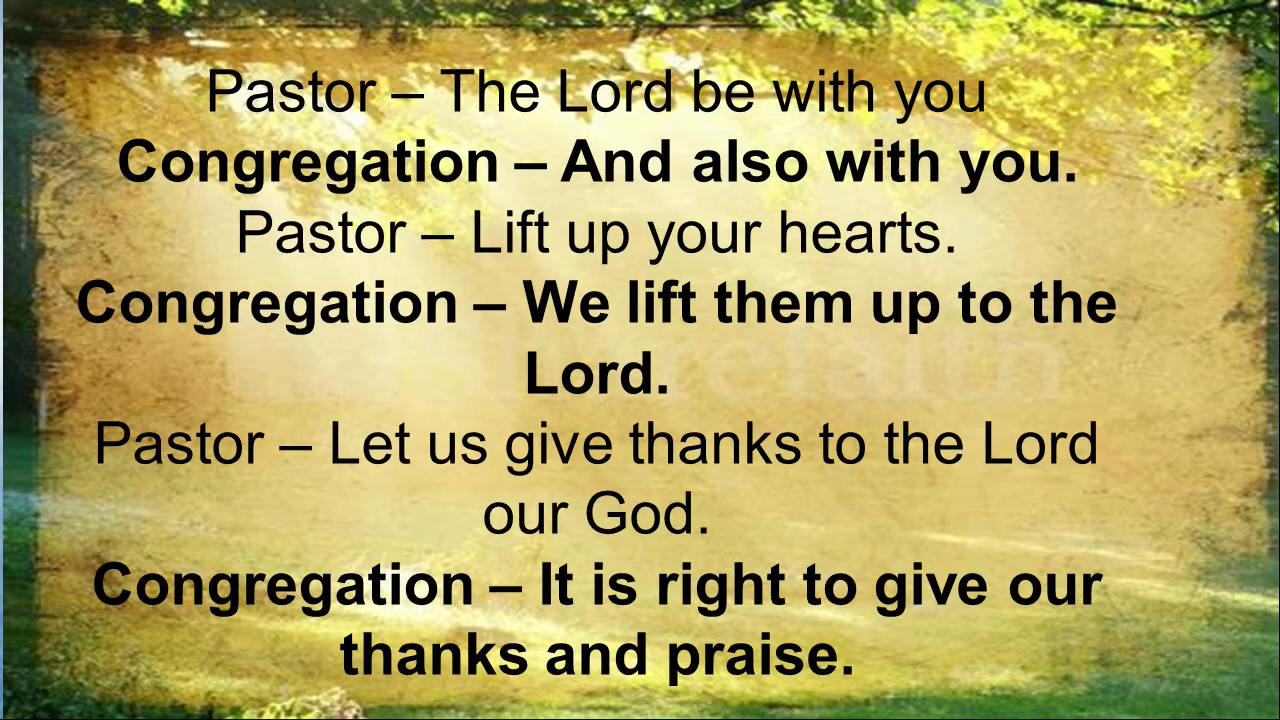 Pastor – The Lord be with you
Congregation – And also with you.
Pastor – Lift up your hearts.
Congregation – We lift them up to the
Lord.
Pastor – Let us give thanks to the Lord
our God.
Congregation – It is right to give our
thanks and praise.